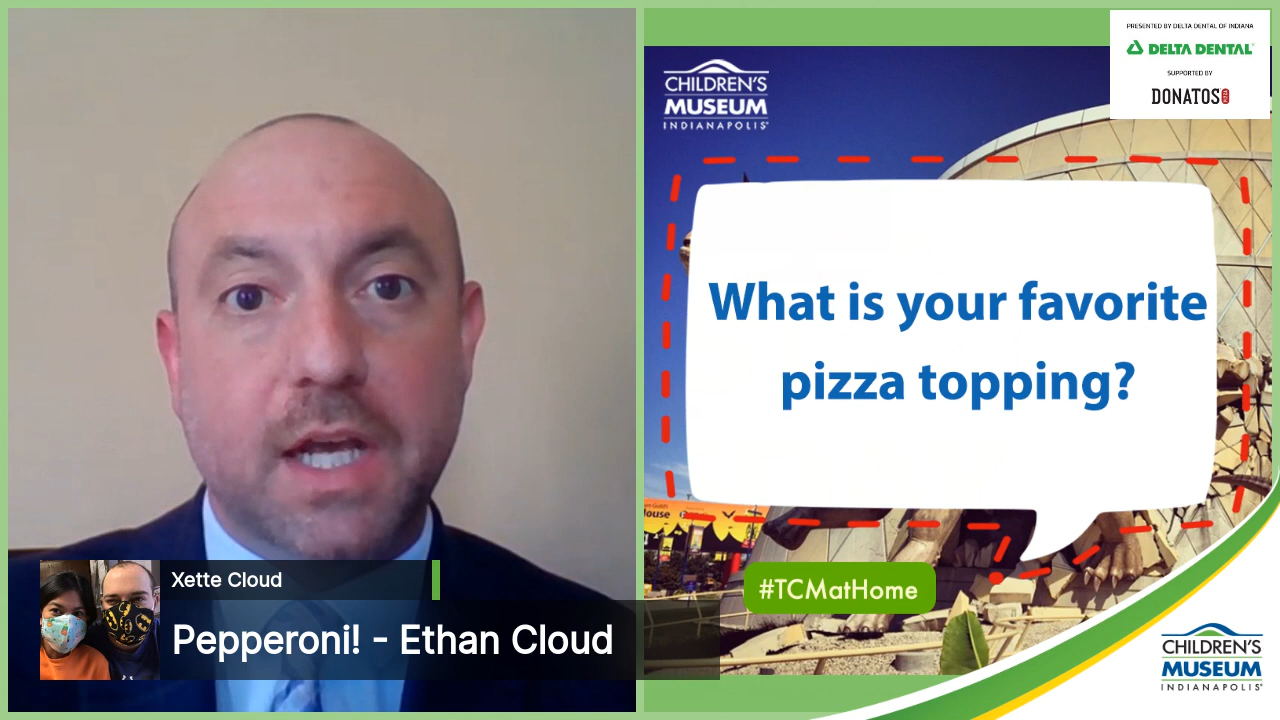 PRESENTED BY DELTA DENTAL OF INDIANA
DELTA DENTAL
SUPPORTED BY
DONATOS
CHILDREN'S
MUSEUM
INDIANAPOLIS
What is your favorite
pizza topping?
#TCMatHome
Xette Cloud
Pepperoni! - Ethan Cloud
CHILDREN'S
MUSEUM
INDIANAPOLIS